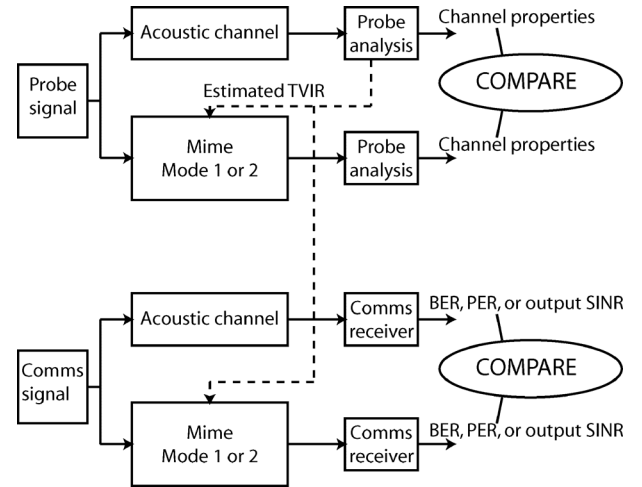 Channel properties
Acoustic channel
Probe
analysis
Probe
signal
COMPARE
Estimated TVIR
Mime
Mode 1 or 2
Probe
analysis
Channel properties
Acoustic channel
Comms
receiver
BER, PER, or output SINR
Comms
signal
COMPARE
Mime
Mode 1 or 2
Comms
receiver
BER, PER, or output SINR